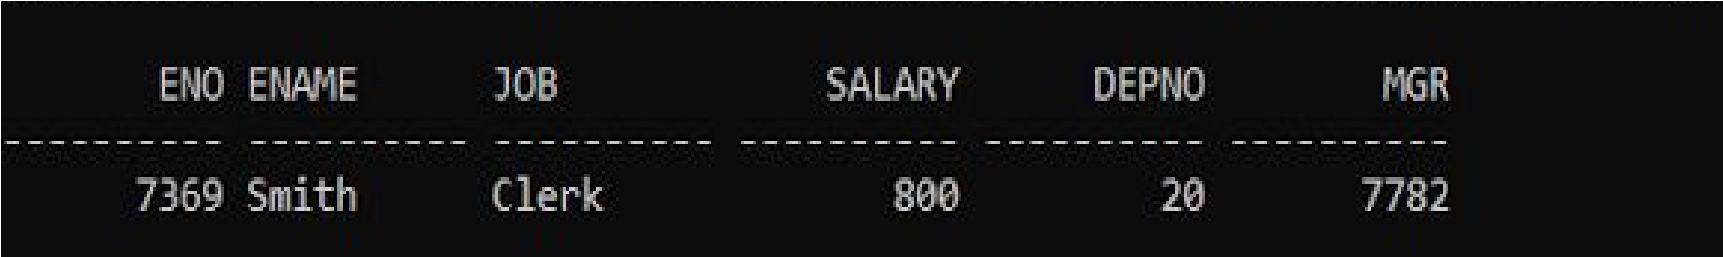 ENO ENAME JOB SALARY DEPNO MGR
---------- ---------- ---------- ---------- ---------- ----------
7369 Smith Clerk 800 20 7782